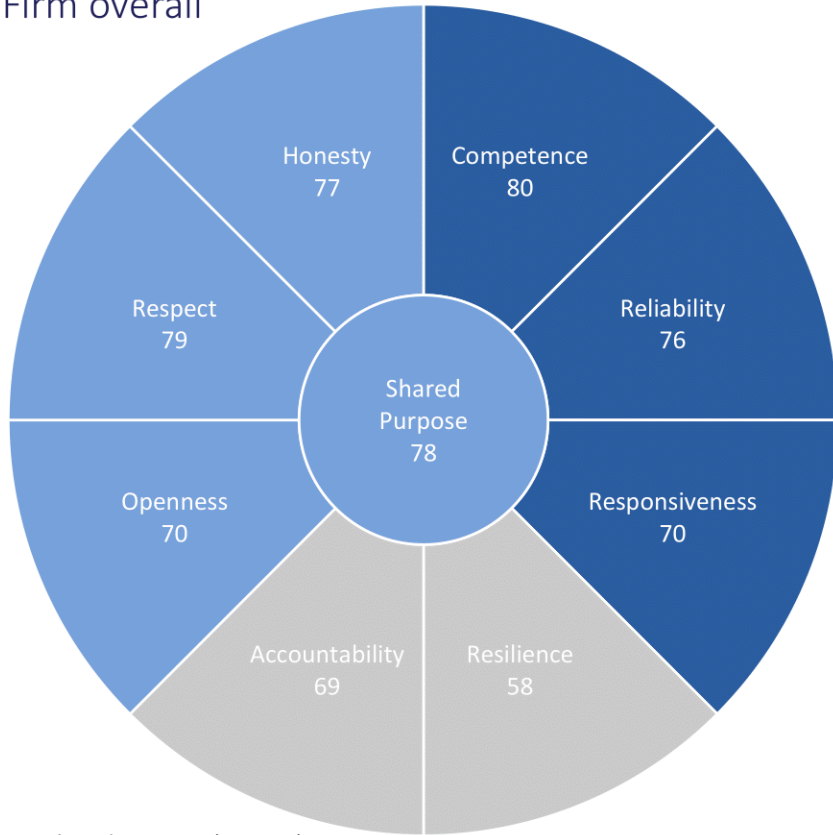 Firm overall
Honesty
77
Competence
80
Respect
79
Reliability
76
Shared
Purpose
78
Openness
70
Responsiveness
70
Accountability
69
Resilience
58